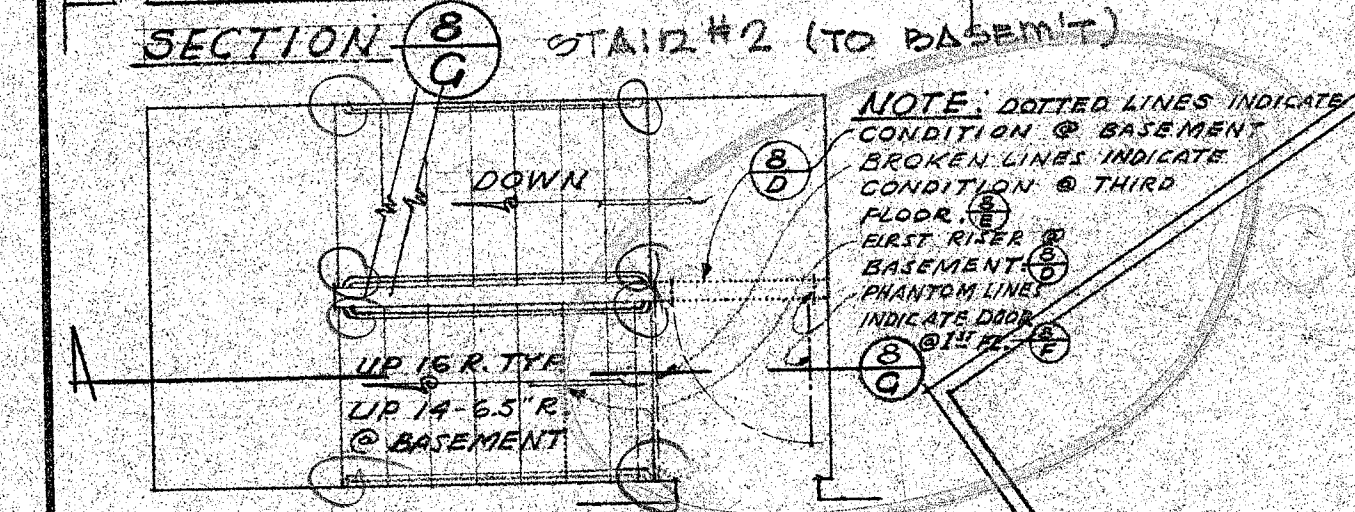 SECTION 8/G STAIR #2 (TO BASEM'T)
NOTE: DOTTED LINES INDICATE
CONDITION @ BASEMENT
BROKEN LINES INDICATE
CONDITION @ THIRD
FLOOR. 8/E
FIRST RISER @
BASEMENT. 8/D
PHANTOM LINES
INDICATE DOOR
@ 1ST FL. 8/F
8/D
DOWN
8/G
UP 16 R. TYP.
UP 14-6.5" R.
@ BASEMENT